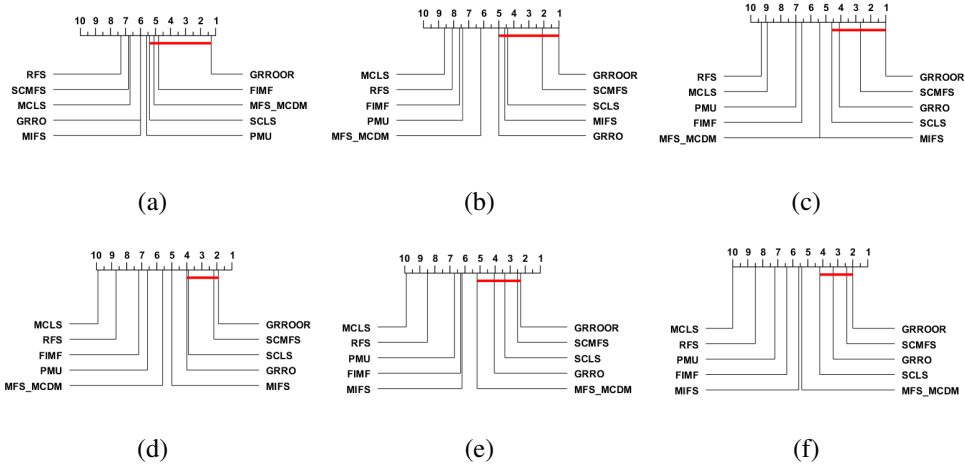 10 9 8 7 6 5 4 3 2 1
RFS GRROOR
SCMFS FIMF
MCLS MFS_MCDM
GRRO SCLS
MIFS PMU
(a)
10 9 8 7 6 5 4 3 2 1
MCLS GRROOR
RFS SCMFS
FIMF SCLS
PMU MIFS
MFS_MCDM GRRO
(b)
10 9 8 7 6 5 4 3 2 1
RFS GRROOR
MCLS SCMFS
PMU GRRO
FIMF SCLS
MFS_MCDM MIFS
(c)
10 9 8 7 6 5 4 3 2 1
MCLS GRROOR
RFS SCMFS
FIMF SCLS
PMU GRRO
MFS_MCDM MIFS
(d)
10 9 8 7 6 5 4 3 2 1
MCLS GRROOR
RFS SCMFS
PMU SCLS
FIMF GRRO
MIFS MFS_MCDM
(e)
10 9 8 7 6 5 4 3 2 1
MCLS GRROOR
RFS SCMFS
PMU GRRO
FIMF SCLS
MIFS MFS_MCDM
(f)